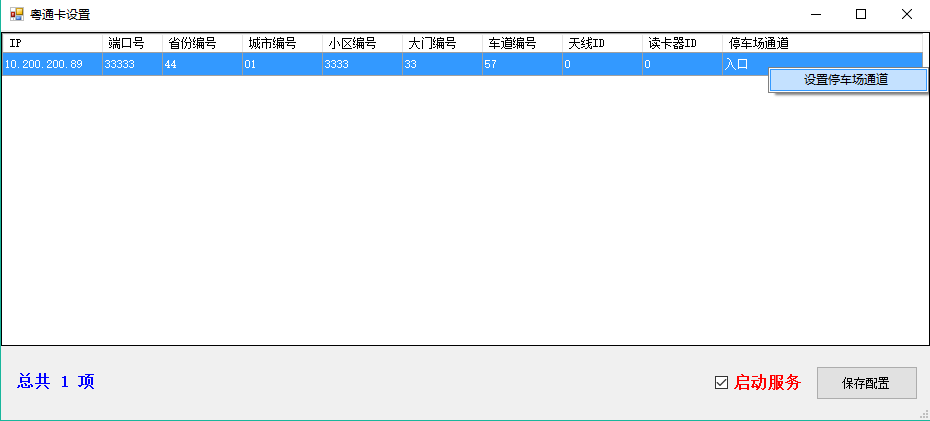 粤通卡设置
IP 端口号 省份编号 城市编号 小区编号 大门编号 车道编号 天线ID 读卡器ID 停车场通道
10.200.200.89 33333 44 01 3333 33 57 0 0 入口
设置停车场通道
总共 1 项 启动服务 保存配置